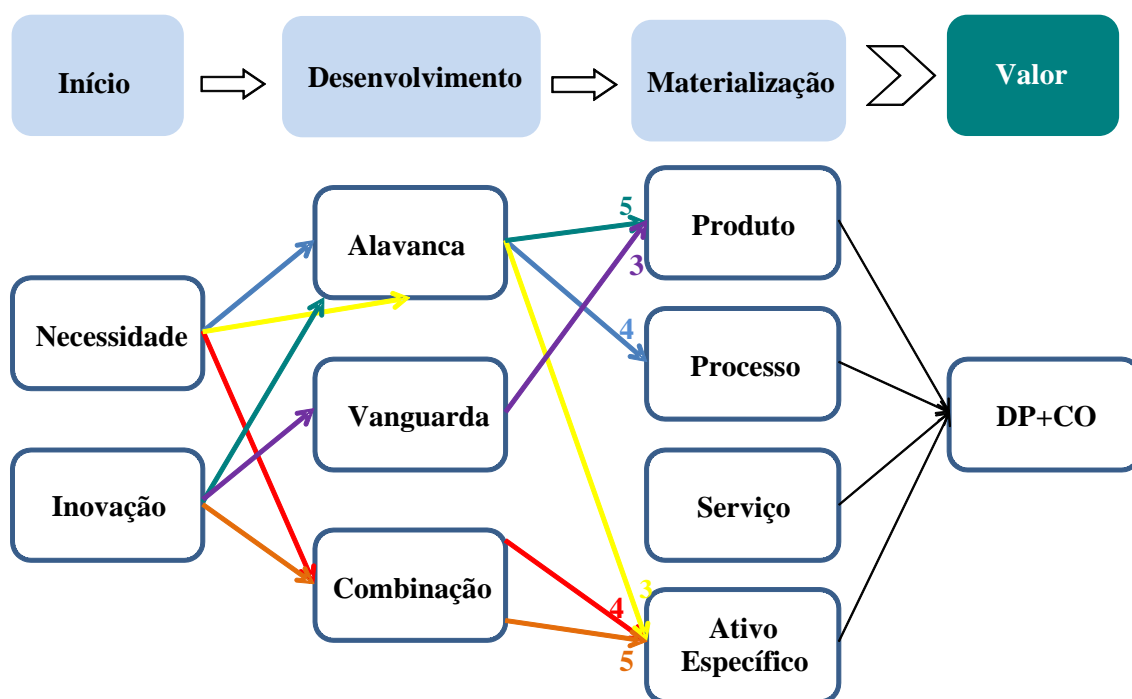 Início
Desenvolvimento
Materialização
Valor
5
Produto
Alavanca
3
4
Necessidade
Processo
Vanguarda
DP+CO
Inovação
Serviço
Combinação
3
4
Ativo
Específico
5